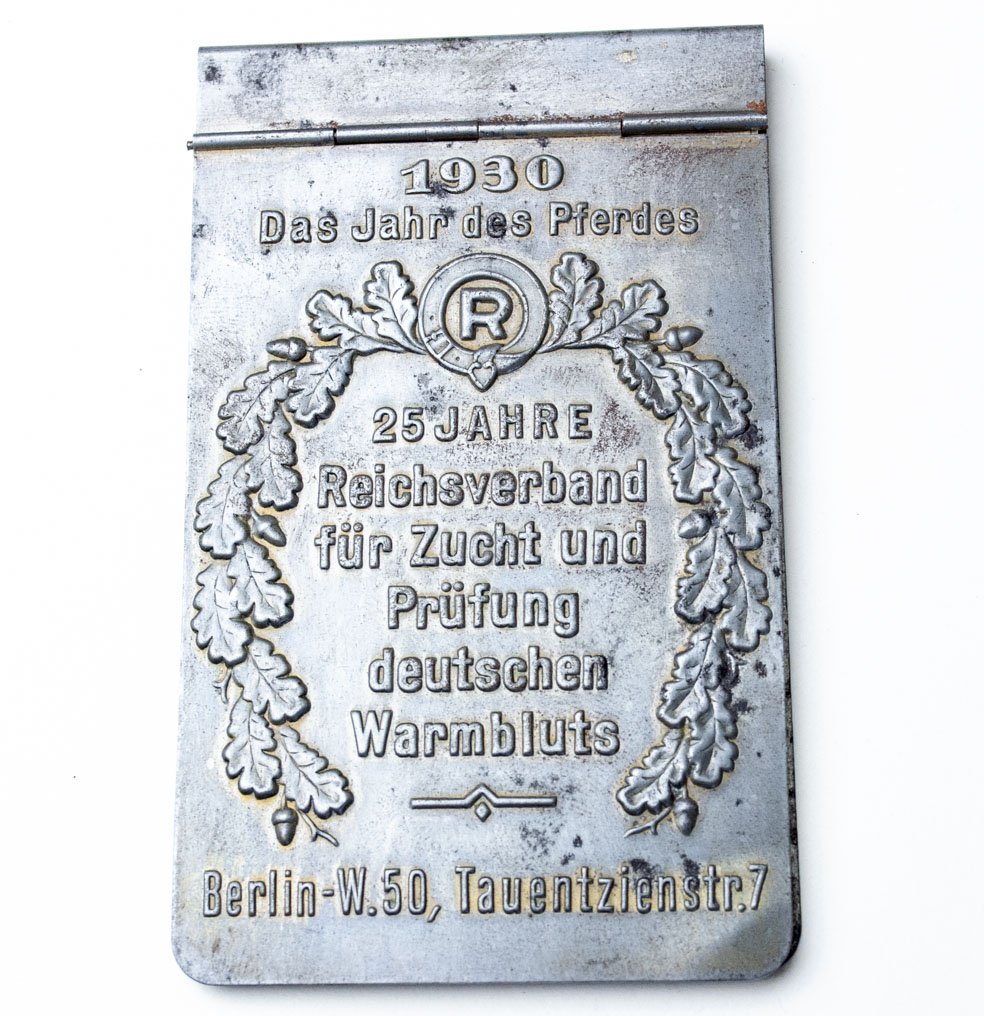 1930
Das Jahr des Pferdes
R
25 JAHRE
Reichsverband
für Zucht und
Prüfung
deutschen
Warmbluts
Berlin-W.50, Tauentzienstr.7